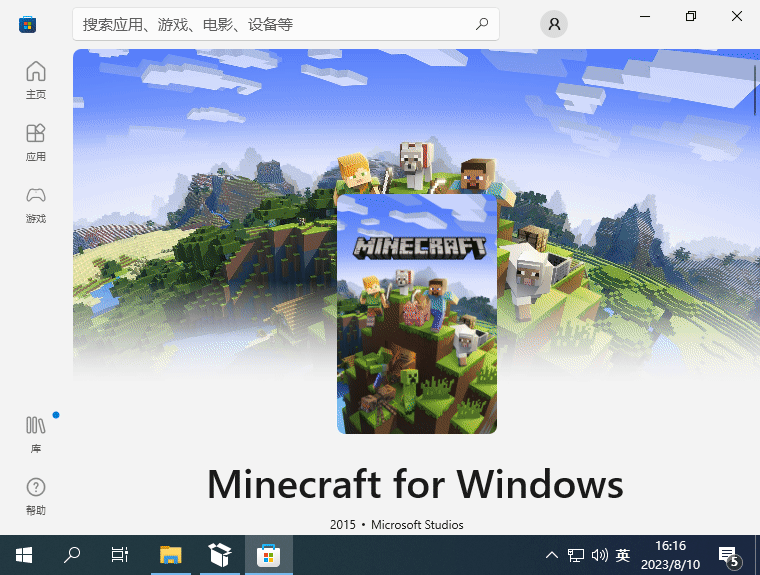 搜索应用、游戏、电影、设备等
主页
应用
游戏
MINECRAFT
库
帮助
Minecraft for Windows
2015 • Microsoft Studios
英
16:16
2023/8/10
5